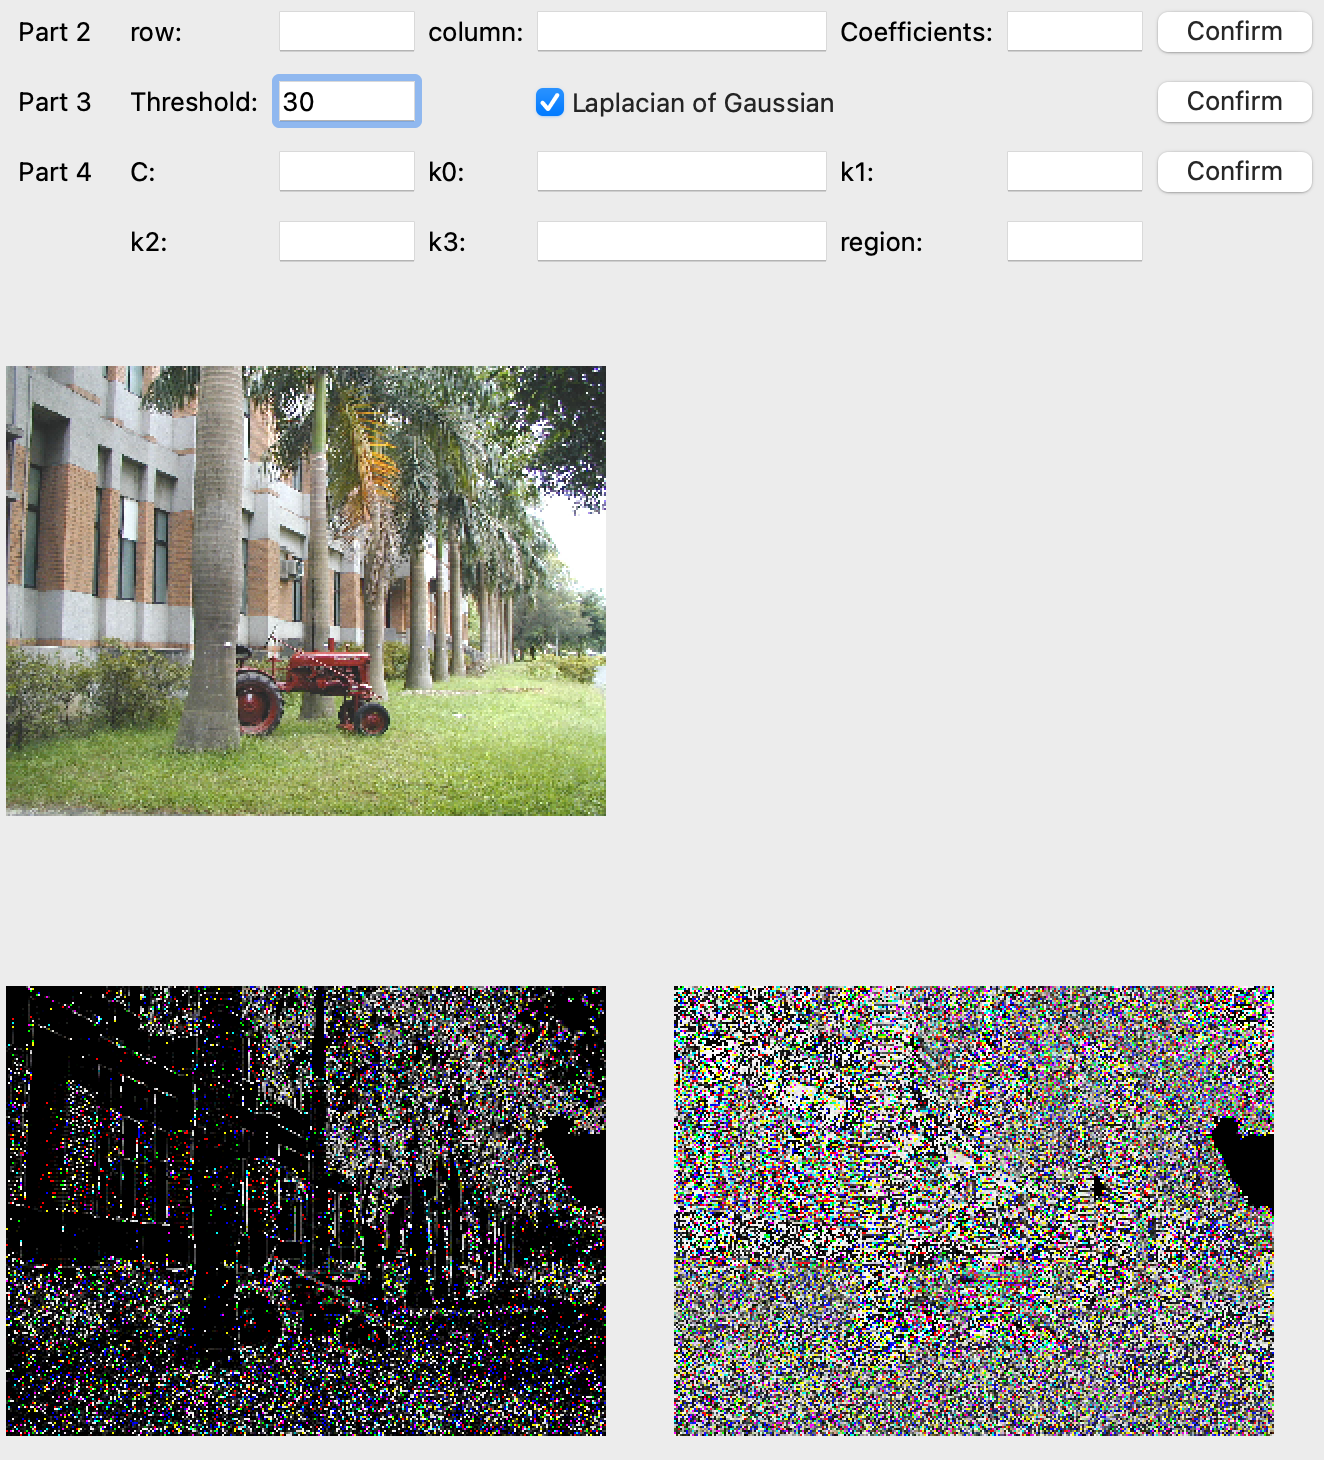 Part 2 row: column: Coefficients: Confirm
Part 3 Threshold: 30 Laplacian of Gaussian Confirm
Part 4 C: k0: k1: Confirm
k2: k3: region: